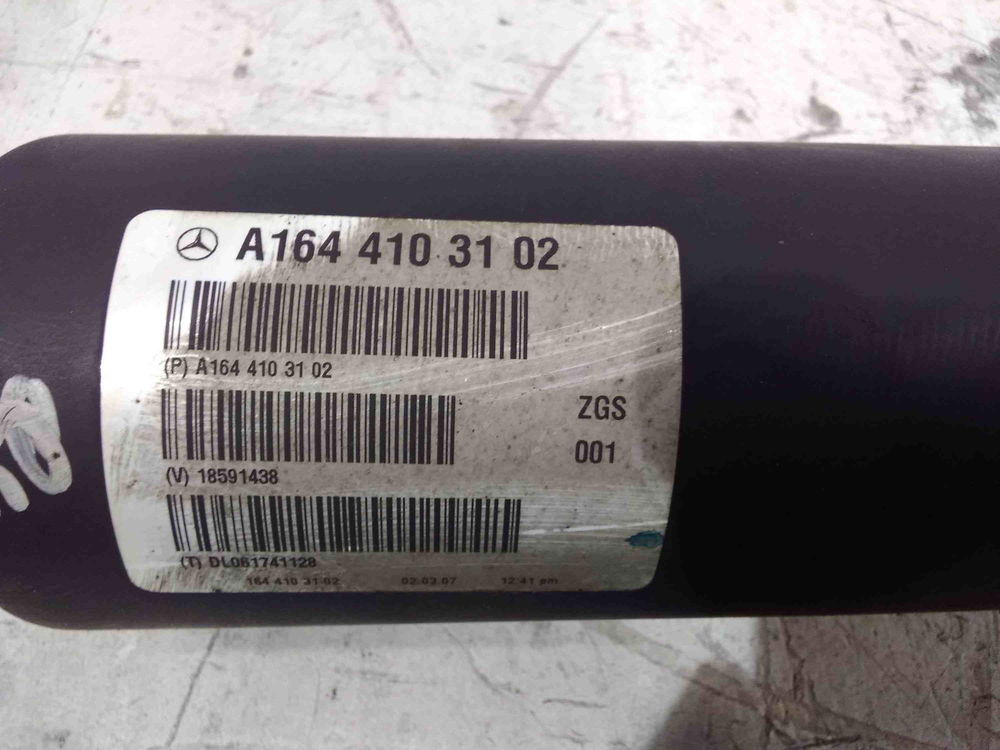 A164 410 31 02
(P) A164 410 31 02
ZGS
001
(V) 18591438
(T) DL061741128
164 410 31 02 02.03.07 12:41 pm